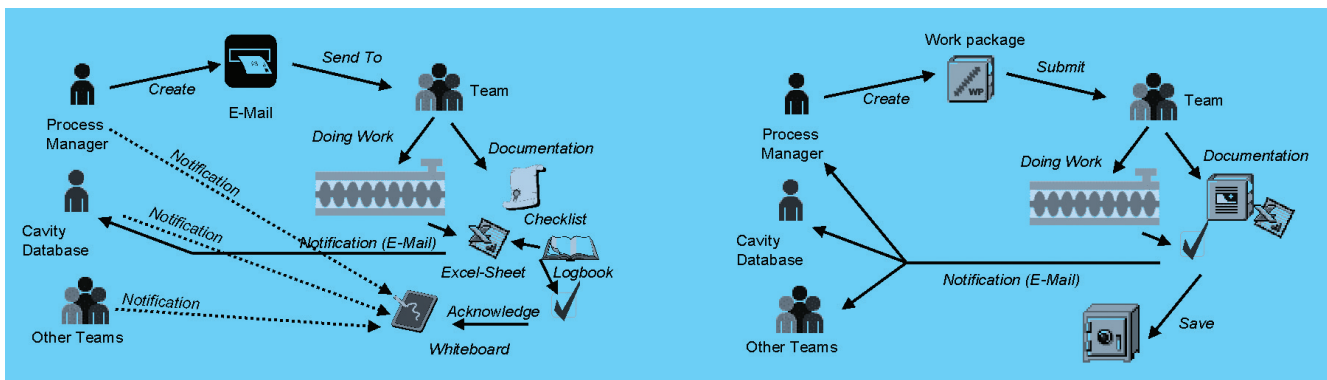 Send To
Create
E-Mail
Team
Process
Manager
Doing Work
Documentation
Notification
Checklist
Notification
Cavity
Database
Notification (E-Mail)
Excel-Sheet
Logbook
Notification
Acknowledge
Other Teams
Whiteboard
Work package
WP
Submit
Create
Team
Process
Manager
Doing Work
Documentation
Cavity
Database
Notification (E-Mail)
Save
Other Teams